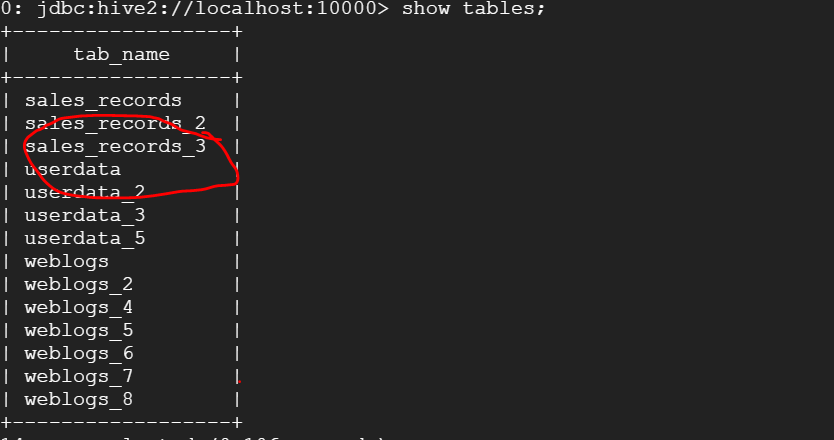 0: jdbc:hive2://localhost:10000> show tables;
+------------------+
| tab_name |
+------------------+
| sales_records |
| sales_records_2 |
| sales_records_3 |
| userdata |
| userdata_2 |
| userdata_3 |
| userdata_5 |
| weblogs |
| weblogs_2 |
| weblogs_4 |
| weblogs_5 |
| weblogs_6 |
| weblogs_7 |
| weblogs_8 |
+------------------+